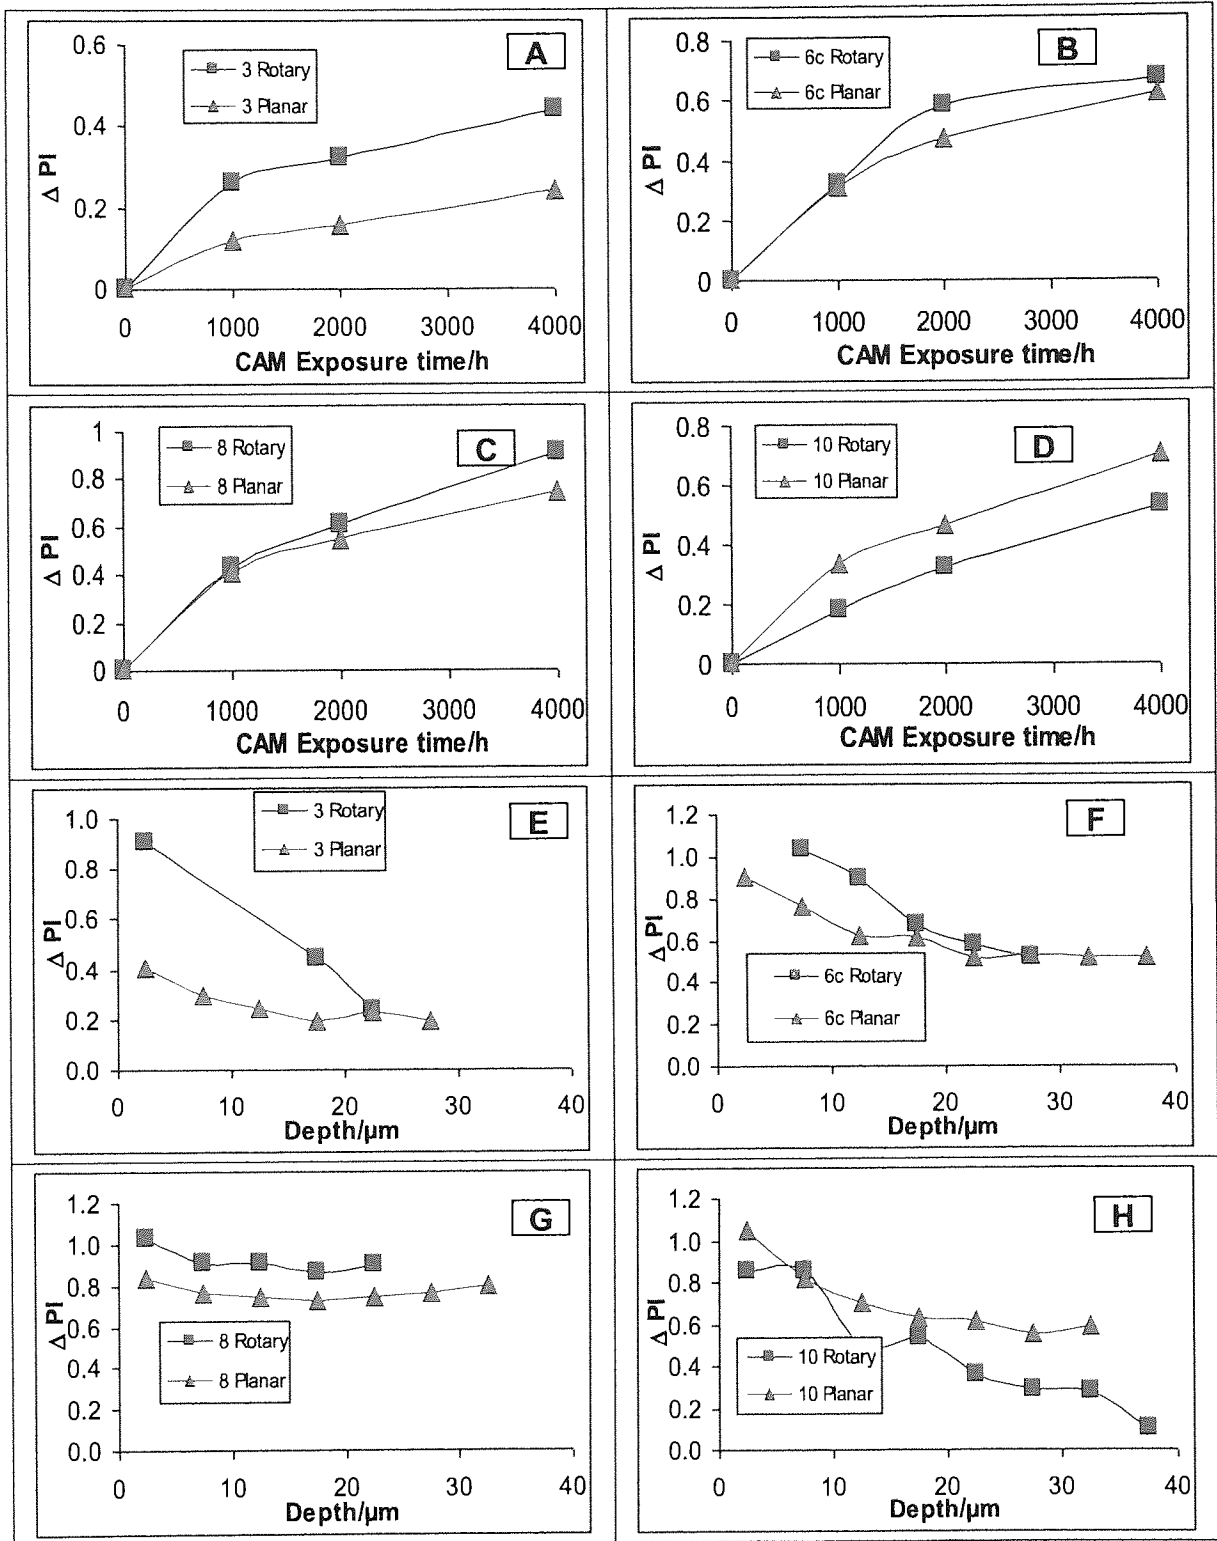 A
0.6
0.4
0.2
0
Δ PI
3 Rotary
3 Planar
0 1000 2000 3000 4000
CAM Exposure time/h
B
0.8
0.6
0.4
0.2
0
Δ PI
6c Rotary
6c Planar
0 1000 2000 3000 4000
CAM Exposure time/h
C
1
0.8
0.6
0.4
0.2
0
Δ PI
8 Rotary
8 Planar
0 1000 2000 3000 4000
CAM Exposure time/h
D
0.8
0.6
0.4
0.2
0
Δ PI
10 Rotary
10 Planar
0 1000 2000 3000 4000
CAM Exposure time/h
E
1.0
0.8
0.6
0.4
0.2
0.0
Δ PI
3 Rotary
3 Planar
0 10 20 30 40
Depth/µm
F
1.2
1.0
0.8
0.6
0.4
0.2
0.0
Δ PI
6c Rotary
6c Planar
0 10 20 30 40
Depth/µm
G
1.2
1.0
0.8
0.6
0.4
0.2
0.0
Δ PI
8 Rotary
8 Planar
0 10 20 30 40
Depth/µm
H
1.2
1.0
0.8
0.6
0.4
0.2
0.0
Δ PI
10 Rotary
10 Planar
0 10 20 30 40
Depth/µm